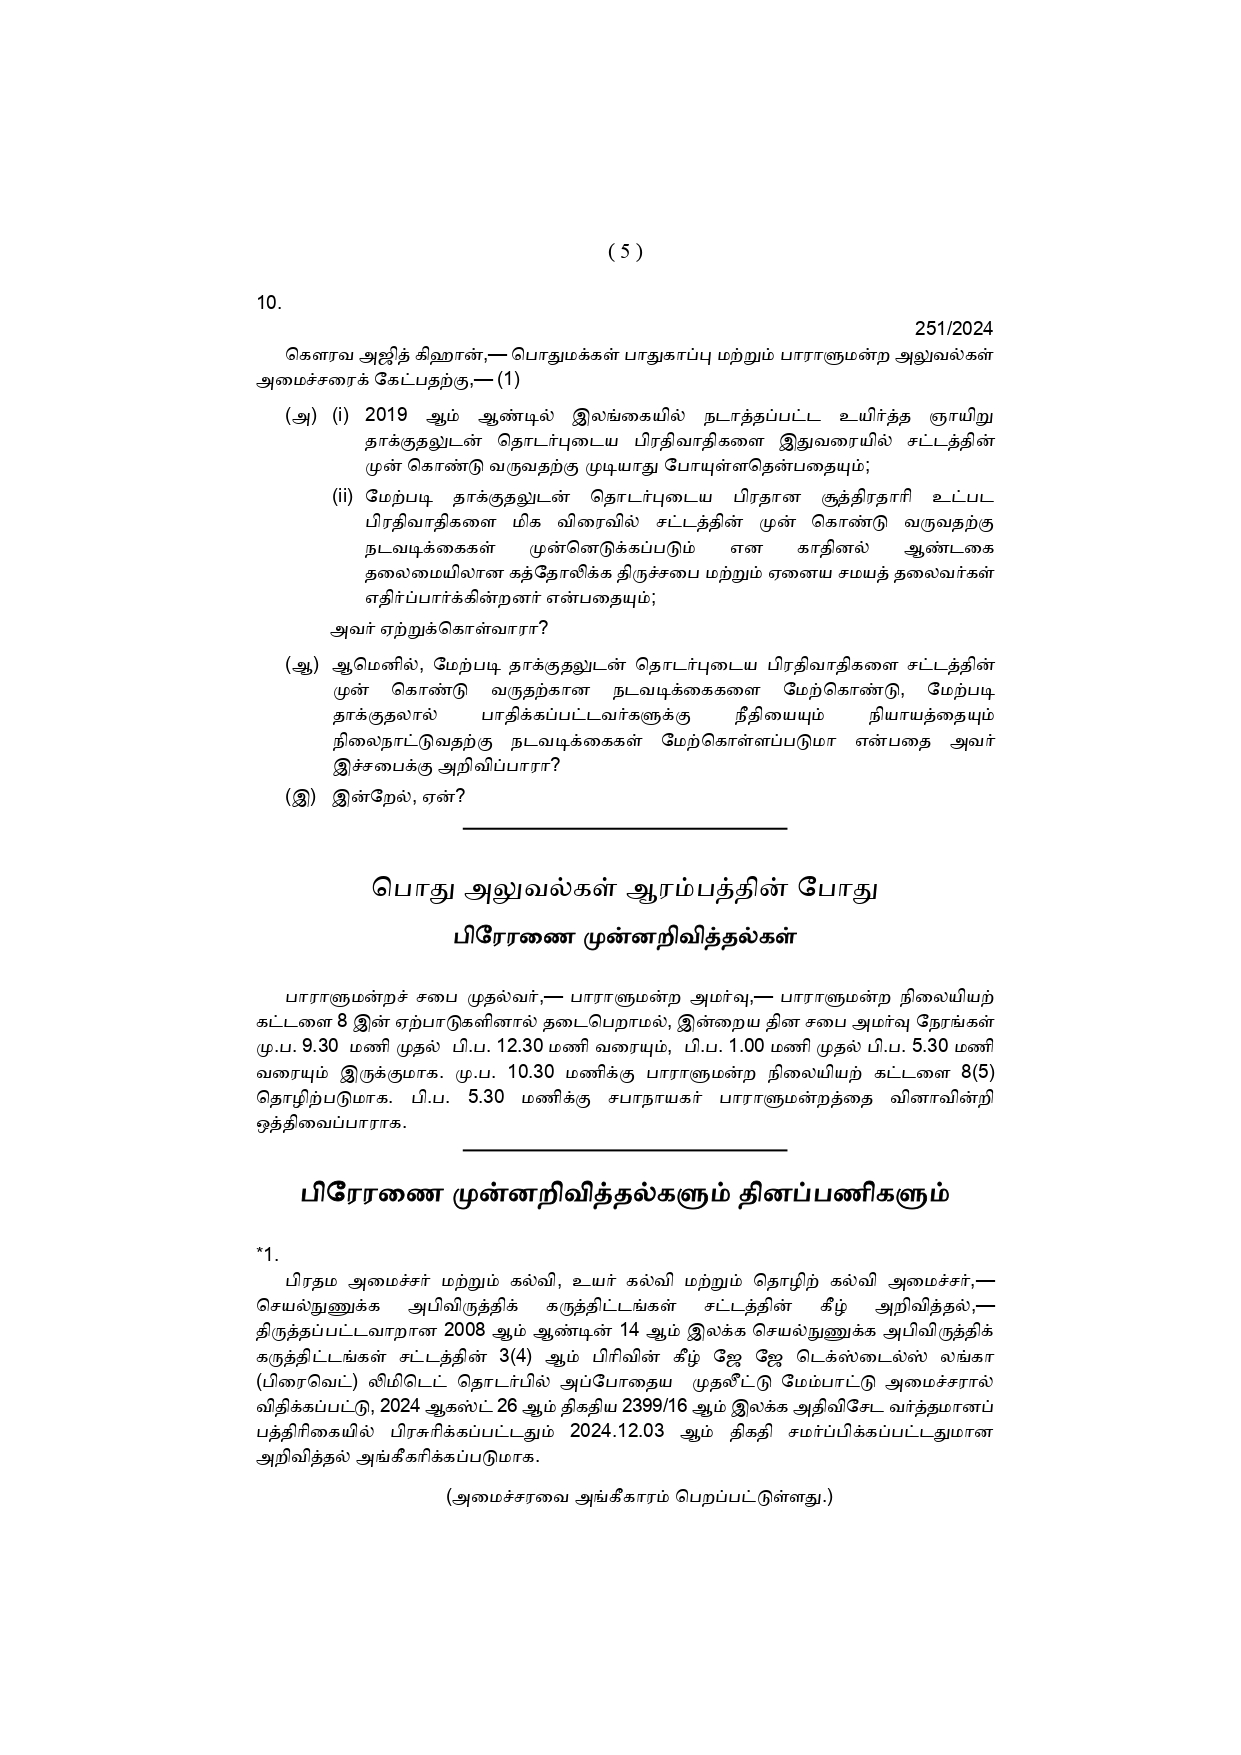 ( 5 )
10.
251/2024
கௌரவ அஜித் கிஹான்,— பொதுமக்கள் பாதுகாப்பு மற்றும் பாராளுமன்ற அலுவல்கள்
அமைச்சரைக் கேட்பதற்கு,— (1)
(அ) (i) 2019 ஆம் ஆண்டில் இலங்கையில் நடாத்தப்பட்ட உயிர்த்த ஞாயிறு
தாக்குதலுடன் தொடர்புடைய பிரதிவாதிகளை இதுவரையில் சட்டத்தின்
முன் கொண்டு வருவதற்கு முடியாது போயுள்ளதென்பதையும்;
(ii) மேற்படி தாக்குதலுடன் தொடர்புடைய பிரதான சூத்திரதாரி உட்பட
பிரதிவாதிகளை மிக விரைவில் சட்டத்தின் முன் கொண்டு வருவதற்கு
நடவடிக்கைகள் முன்னெடுக்கப்படும் என காதினல் ஆண்டகை
தலைமையிலான கத்தோலிக்க திருச்சபை மற்றும் ஏனைய சமயத் தலைவர்கள்
எதிர்ப்பார்க்கின்றனர் என்பதையும்;
அவர் ஏற்றுக்கொள்வாரா?
(ஆ) ஆமெனில், மேற்படி தாக்குதலுடன் தொடர்புடைய பிரதிவாதிகளை சட்டத்தின்
முன் கொண்டு வருதற்கான நடவடிக்கைகளை மேற்கொண்டு, மேற்படி
தாக்குதலால் பாதிக்கப்பட்டவர்களுக்கு நீதியையும் நியாயத்தையும்
நிலைநாட்டுவதற்கு நடவடிக்கைகள் மேற்கொள்ளப்படுமா என்பதை அவர்
இச்சபைக்கு அறிவிப்பாரா?
(இ) இன்றேல், ஏன்?
பொது அலுவல்கள் ஆரம்பத்தின் போது
பிரேரணை முன்னறிவித்தல்கள்
பாராளுமன்றச் சபை முதல்வர்,— பாராளுமன்ற அமர்வு,— பாராளுமன்ற நிலையியற்
கட்டளை 8 இன் ஏற்பாடுகளினால் தடைபெறாமல், இன்றைய தின சபை அமர்வு நேரங்கள்
மு.ப. 9.30 மணி முதல் பி.ப. 12.30 மணி வரையும், பி.ப. 1.00 மணி முதல் பி.ப. 5.30 மணி
வரையும் இருக்குமாக. மு.ப. 10.30 மணிக்கு பாராளுமன்ற நிலையியற் கட்டளை 8(5)
தொழிற்படுமாக. பி.ப. 5.30 மணிக்கு சபாநாயகர் பாராளுமன்றத்தை வினாவின்றி
ஒத்திவைப்பாராக.
பிரேரணை முன்னறிவித்தல்களும் தினப்பணிகளும்
*1.
பிரதம அமைச்சர் மற்றும் கல்வி, உயர் கல்வி மற்றும் தொழிற் கல்வி அமைச்சர்,—
செயல்நுணுக்க அபிவிருத்திக் கருத்திட்டங்கள் சட்டத்தின் கீழ் அறிவித்தல்,—
திருத்தப்பட்டவாறான 2008 ஆம் ஆண்டின் 14 ஆம் இலக்க செயல்நுணுக்க அபிவிருத்திக்
கருத்திட்டங்கள் சட்டத்தின் 3(4) ஆம் பிரிவின் கீழ் ஜே ஜே டெக்ஸ்டைல்ஸ் லங்கா
(பிரைவெட்) லிமிடெட் தொடர்பில் அப்போதைய முதலீட்டு மேம்பாட்டு அமைச்சரால்
விதிக்கப்பட்டு, 2024 ஆகஸ்ட் 26 ஆம் திகதிய 2399/16 ஆம் இலக்க அதிவிசேட வர்த்தமானப்
பத்திரிகையில் பிரசுரிக்கப்பட்டதும் 2024.12.03 ஆம் திகதி சமர்ப்பிக்கப்பட்டதுமான
அறிவித்தல் அங்கீகரிக்கப்படுமாக.
(அமைச்சரவை அங்கீகாரம் பெறப்பட்டுள்ளது.)